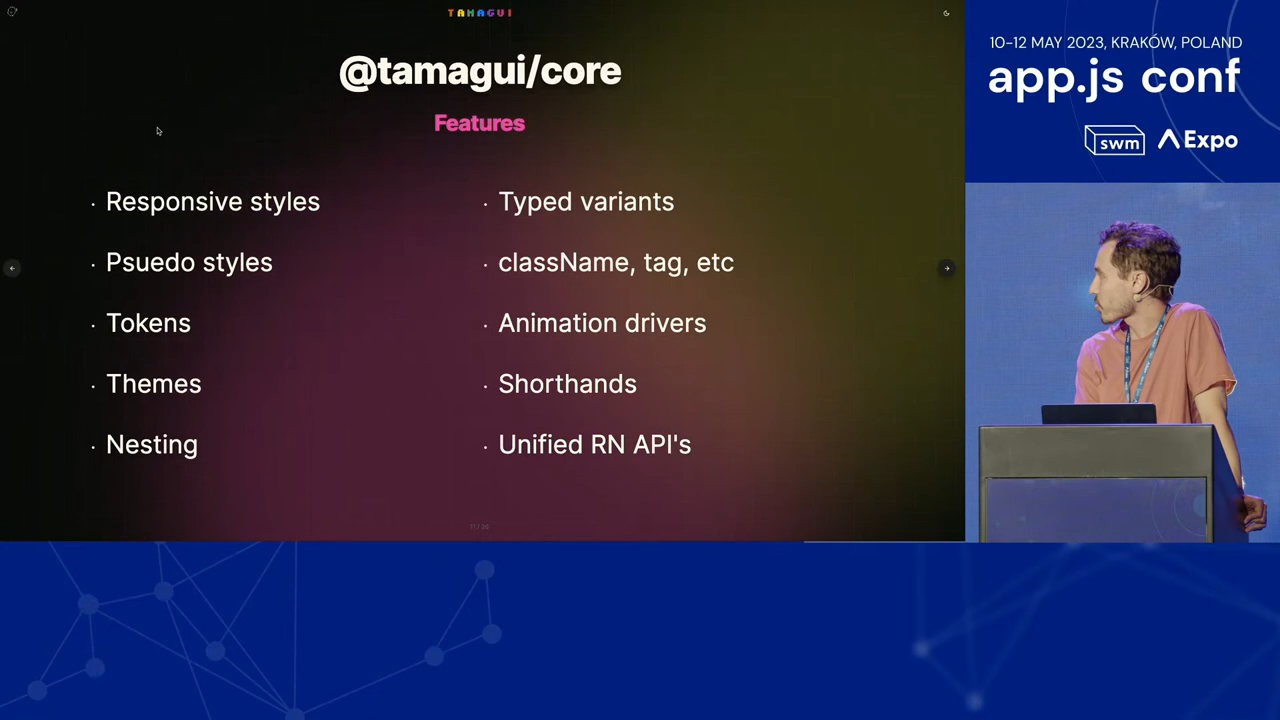 TAMAGUI
@tamagui/core
Features
· Responsive styles
· Psuedo styles
· Tokens
· Themes
· Nesting
· Typed variants
· className, tag, etc
· Animation drivers
· Shorthands
· Unified RN API's
10-12 MAY 2023, KRAKÓW, POLAND
app.js conf
swm
Expo